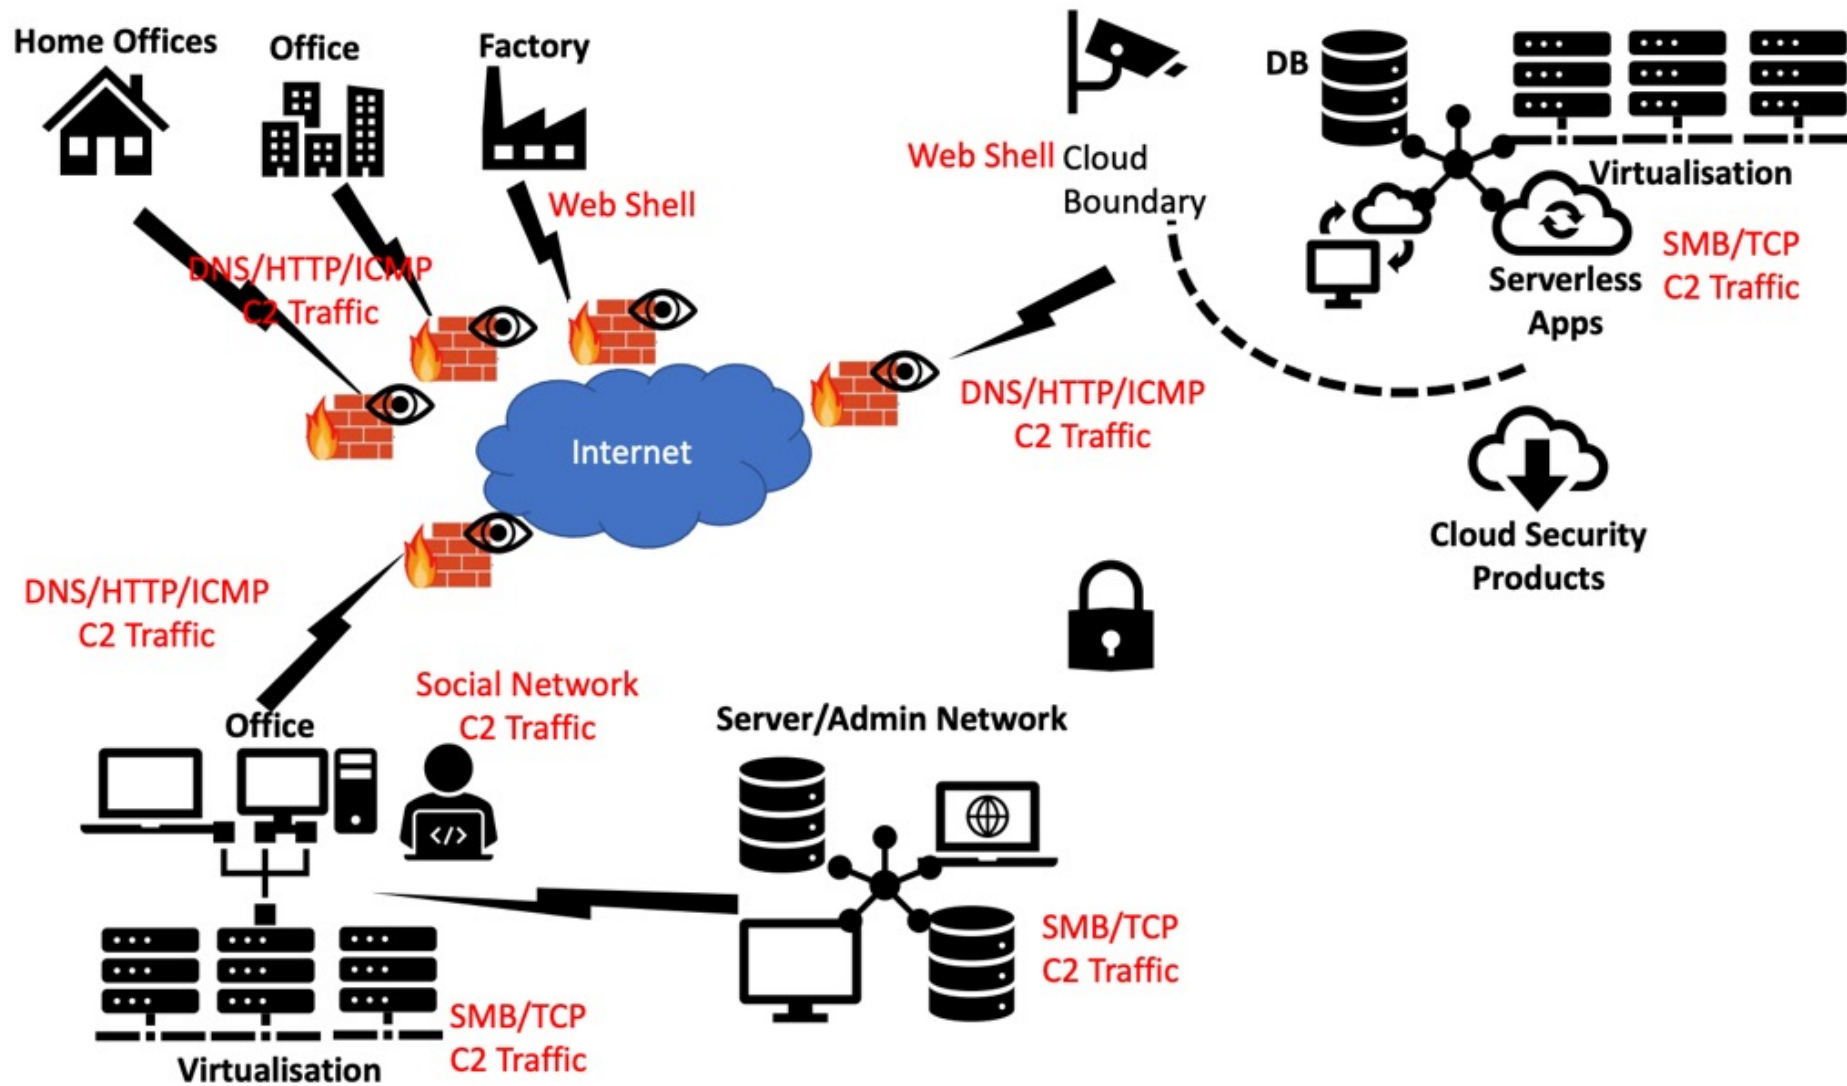 Home Offices
Office
Factory
Web Shell
DNS/HTTP/ICMP
C2 Traffic
Internet
Web Shell
Cloud
Boundary
DB
Virtualisation
Serverless
Apps
SMB/TCP
C2 Traffic
DNS/HTTP/ICMP
C2 Traffic
Cloud Security
Products
DNS/HTTP/ICMP
C2 Traffic
Social Network
C2 Traffic
Office
</>
Server/Admin Network
SMB/TCP
C2 Traffic
SMB/TCP
C2 Traffic
Virtualisation